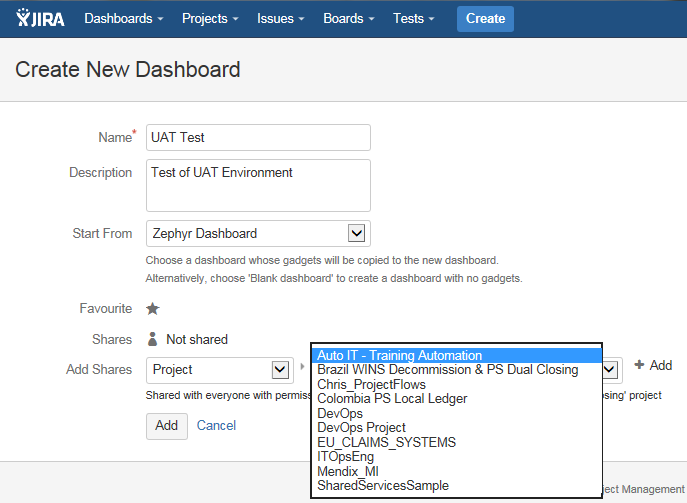 JIRA Dashboards Projects Issues Boards Tests Create
Create New Dashboard
Name* UAT Test
Description Test of UAT Environment
Start From Zephyr Dashboard
Choose a dashboard whose gadgets will be copied to the new dashboard.
Alternatively, choose 'Blank dashboard' to create a dashboard with no gadgets.
Favourite
Shares Not shared
Add Shares Project Add
Shared with everyone with permis osing' project
Auto IT - Training Automation
Brazil WINS Decommission & PS Dual Closing
Chris_ProjectFlows
Colombia PS Local Ledger
DevOps
DevOps Project
EU_CLAIMS_SYSTEMS
ITOpsEng
Mendix_MI
SharedServicesSample
Add Cancel
ject Management